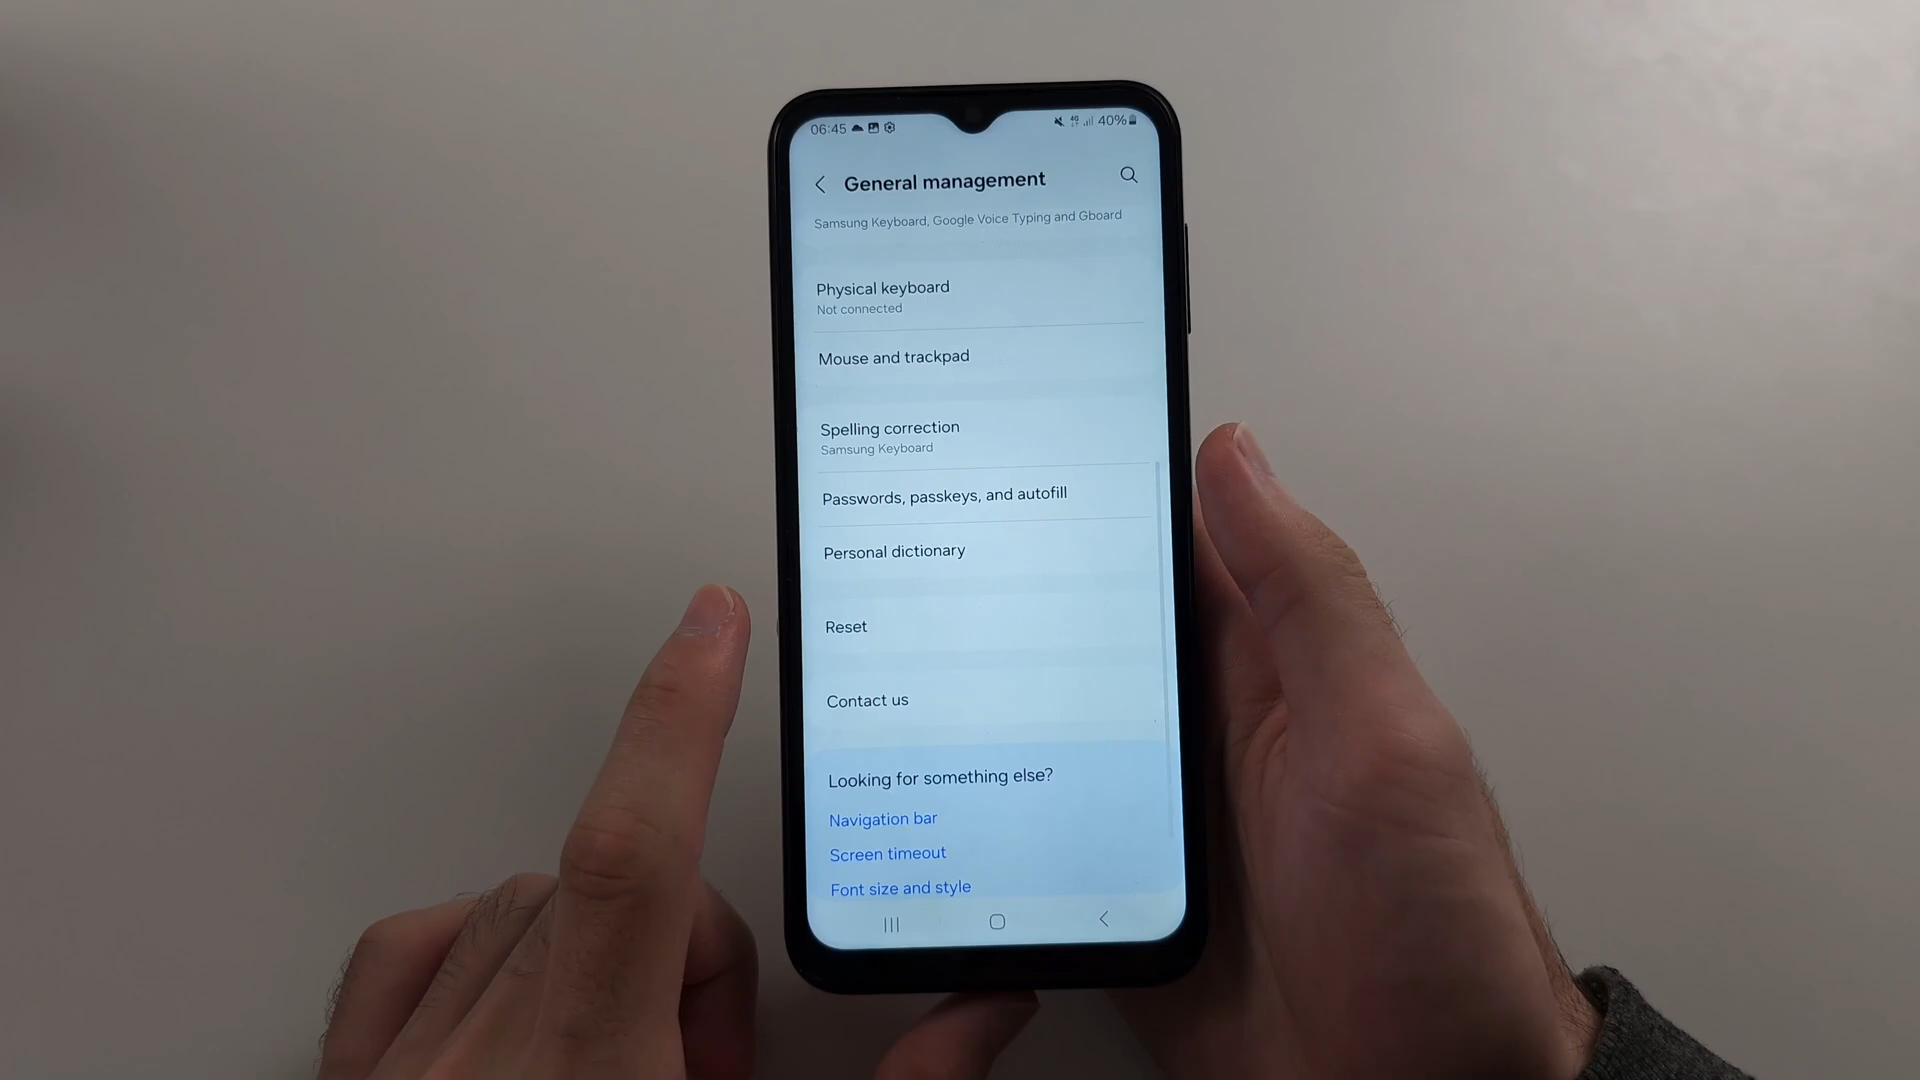 06:45
4G
40%
General management
Samsung Keyboard, Google Voice Typing and Gboard
Physical keyboard
Not connected
Mouse and trackpad
Spelling correction
Samsung Keyboard
Passwords, passkeys, and autofill
Personal dictionary
Reset
Contact us
Looking for something else?
Navigation bar
Screen timeout
Font size and style